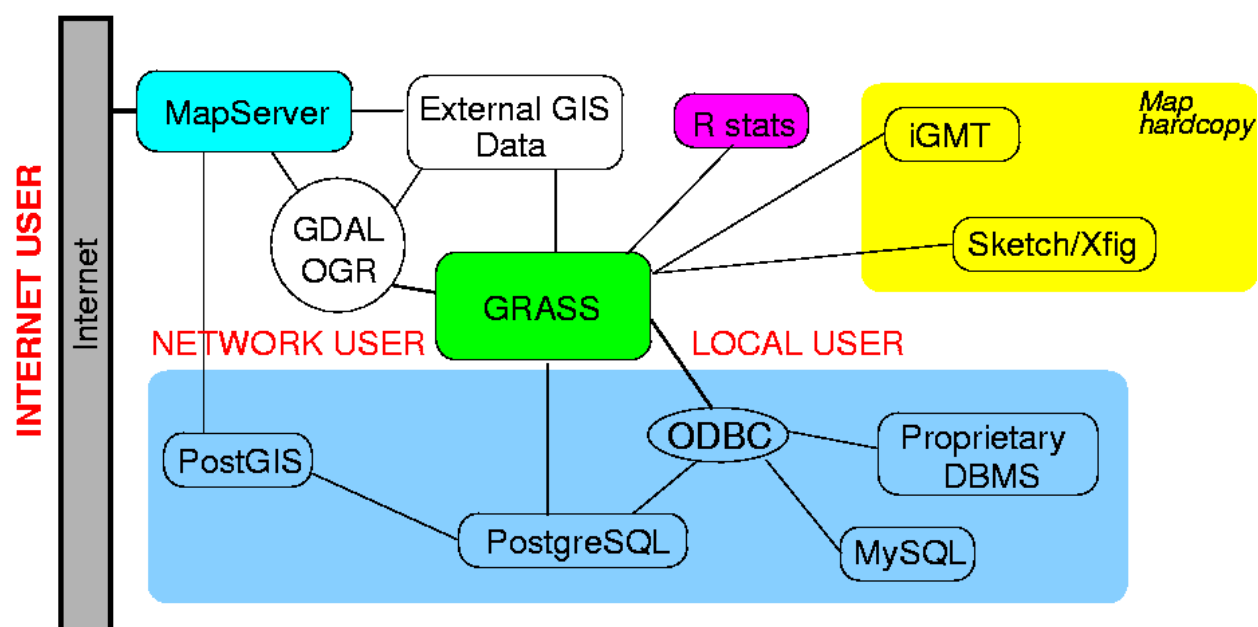 INTERNET USER
Internet
MapServer
External GIS
Data
R stats
Map
hardcopy
iGMT
GDAL
OGR
Sketch/Xfig
GRASS
NETWORK USER
LOCAL USER
PostGIS
ODBC
Proprietary
DBMS
PostgreSQL
MySQL